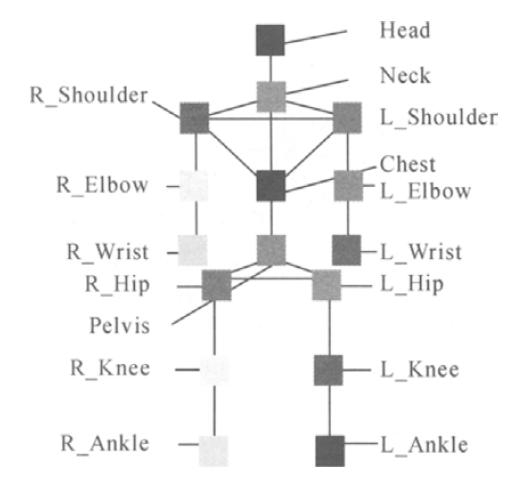 Head
Neck
R_Shoulder
L_Shoulder
Chest
R_Elbow
L_Elbow
R_Wrist
L_Wrist
R_Hip
L_Hip
Pelvis
R_Knee
L_Knee
R_Ankle
L_Ankle